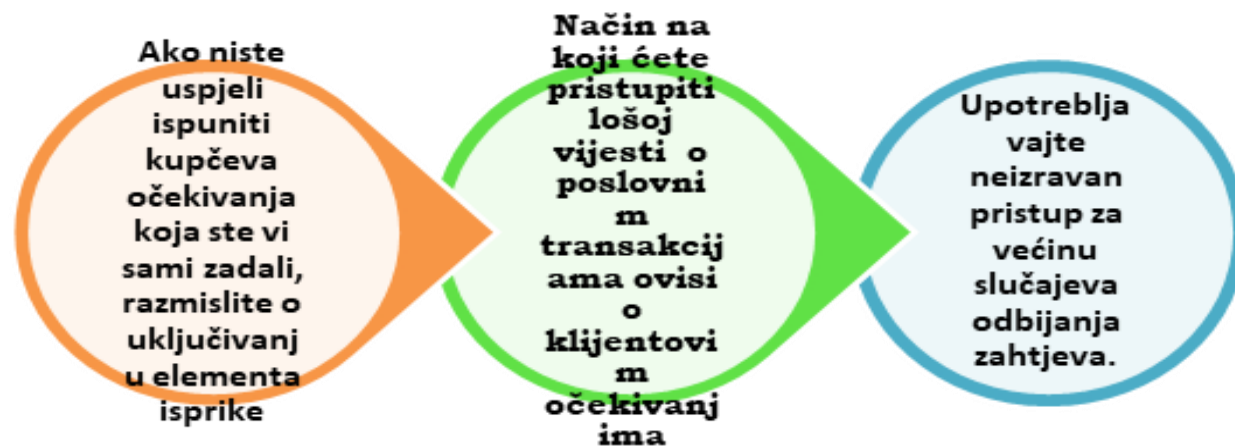 Ako niste
uspjeli
ispuniti
kupčeva
očekivanja
koja ste vi
sami zadali,
razmislite o
uključivanj
u elementa
isprike
Način na
koji ćete
pristupiti
lošoj
vijesti o
poslovni
m
transakcij
ama ovisi
o
klijentovi
m
očekivanj
ima
Upotreblja
vajte
neizravan
pristup za
većinu
slučajeva
odbijanja
zahtjeva.